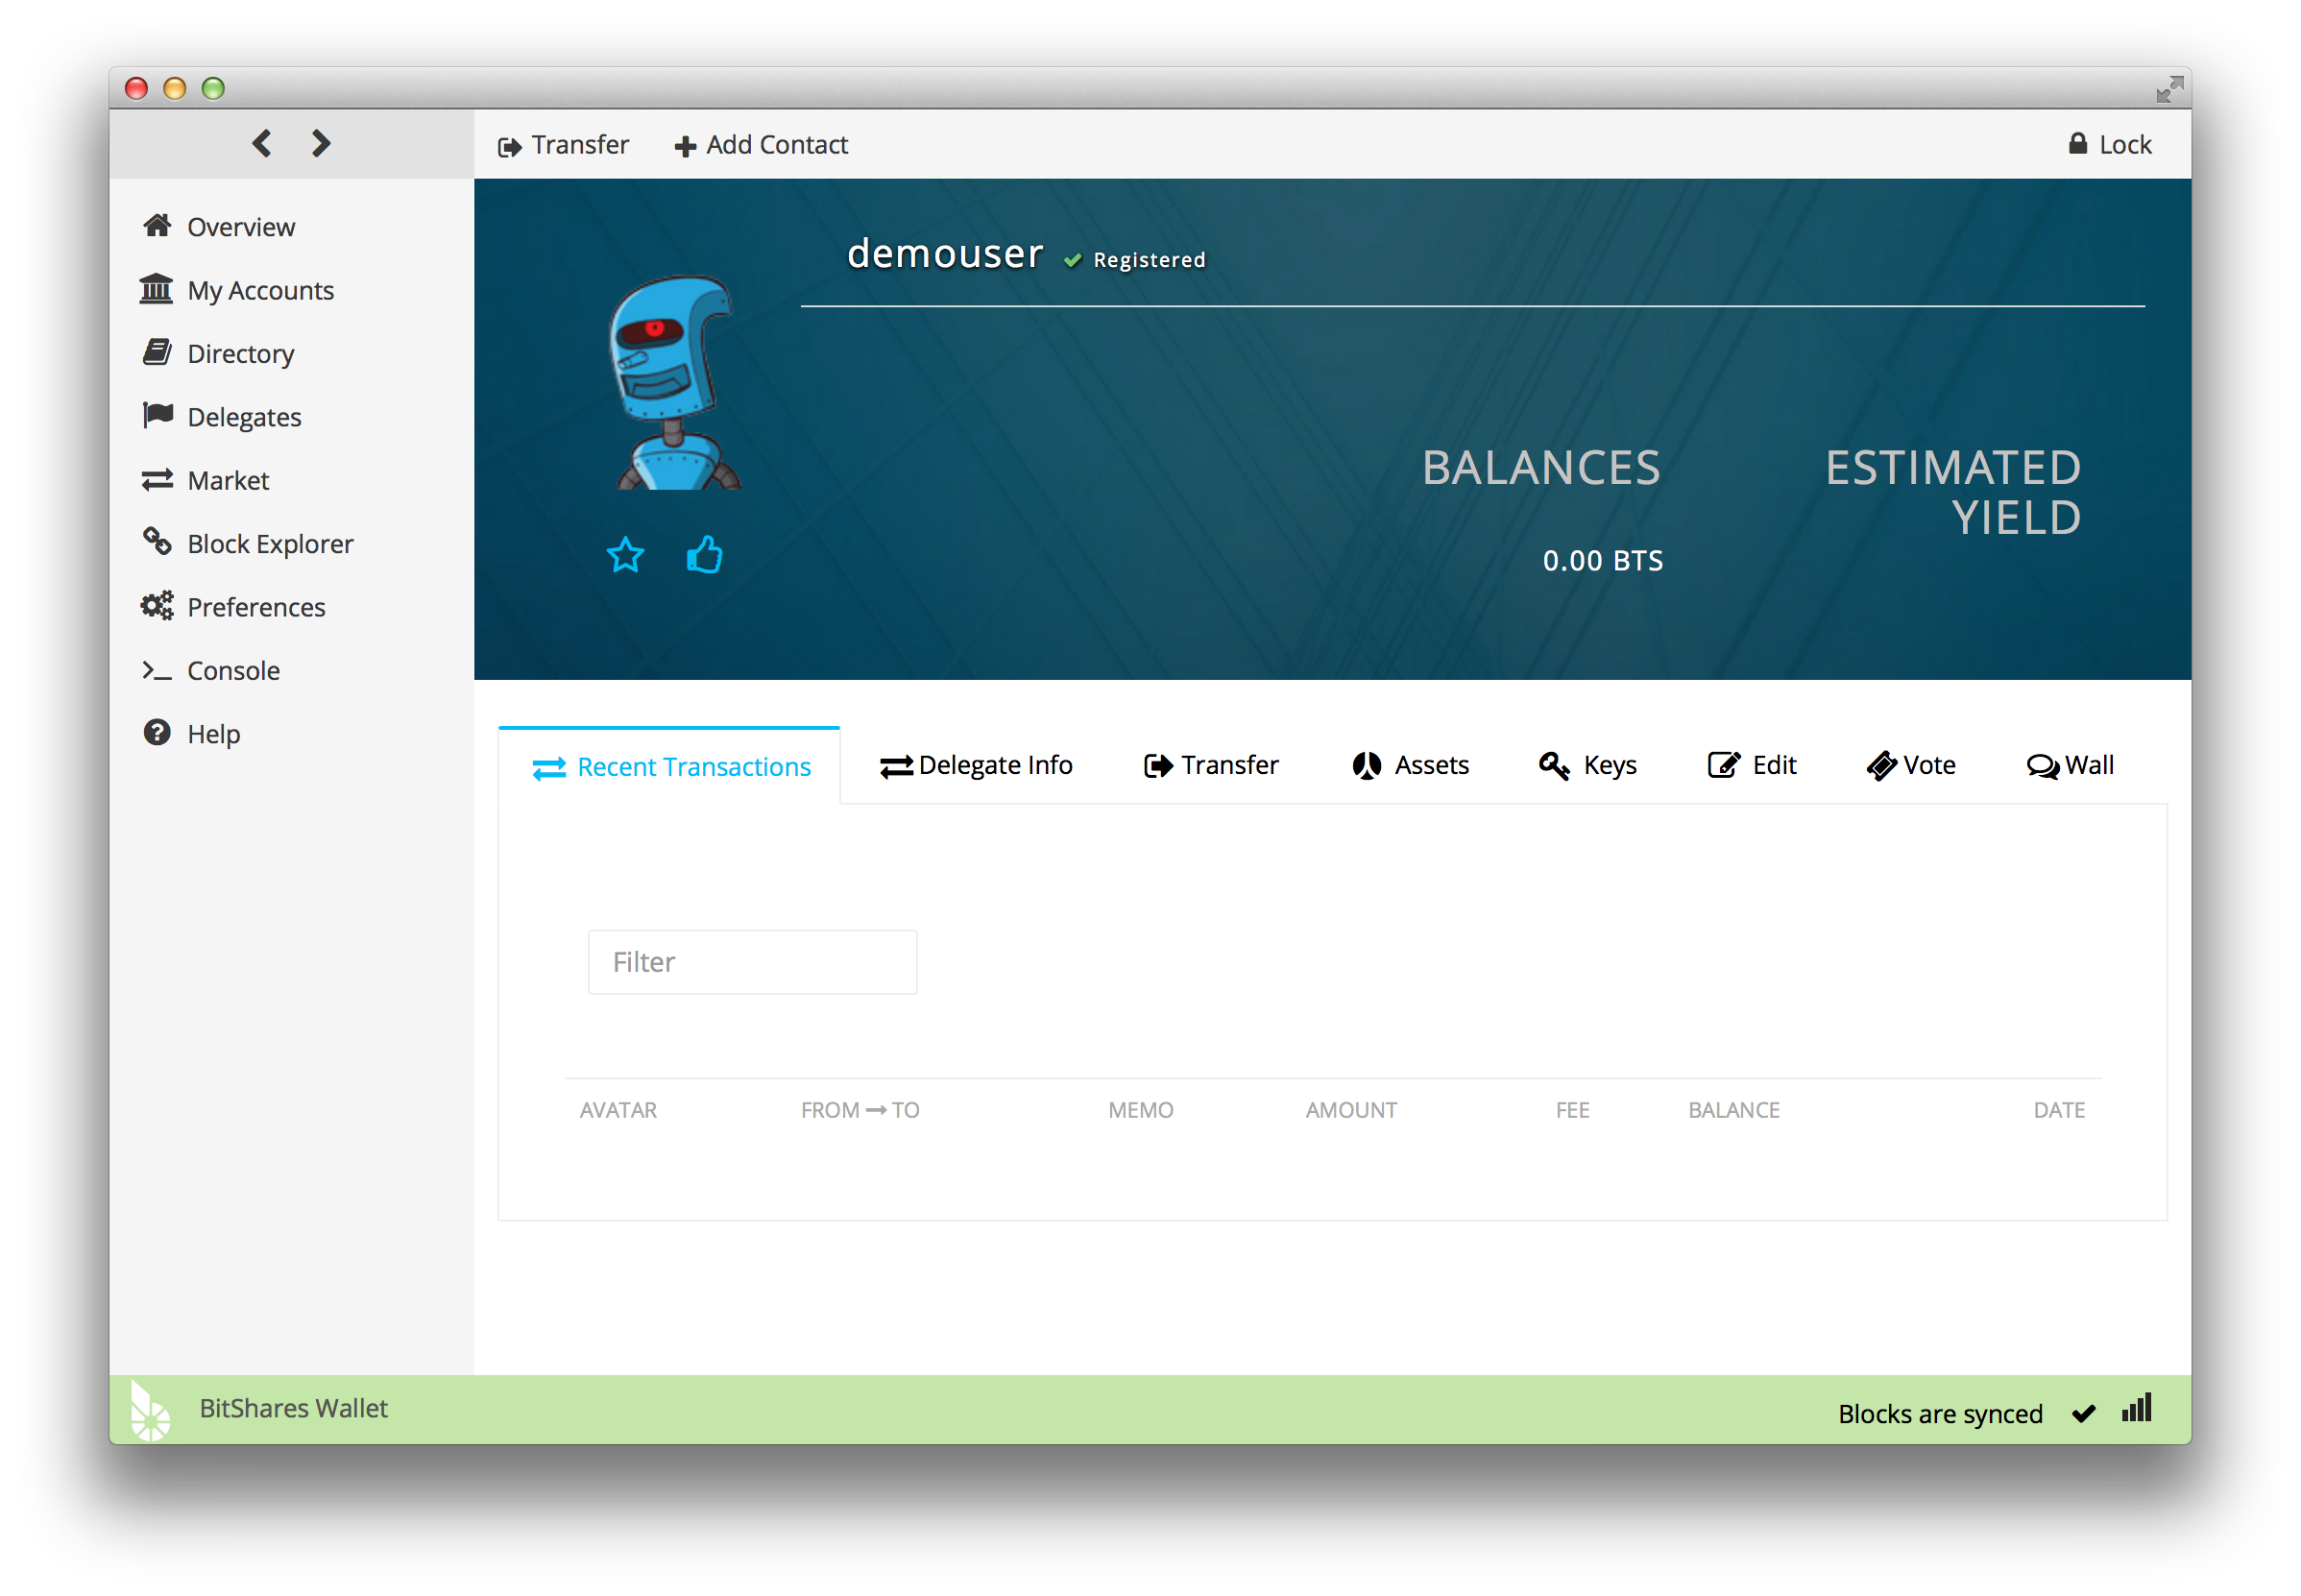 Transfer Add Contact Lock
Overview
My Accounts
Directory
Delegates
Market
Block Explorer
Preferences
Console
Help
demouser Registered
BALANCES ESTIMATED
YIELD
0.00 BTS
Recent Transactions Delegate Info Transfer Assets Keys Edit Vote Wall
Filter
AVATAR FROM TO MEMO AMOUNT FEE BALANCE DATE
BitShares Wallet Blocks are synced